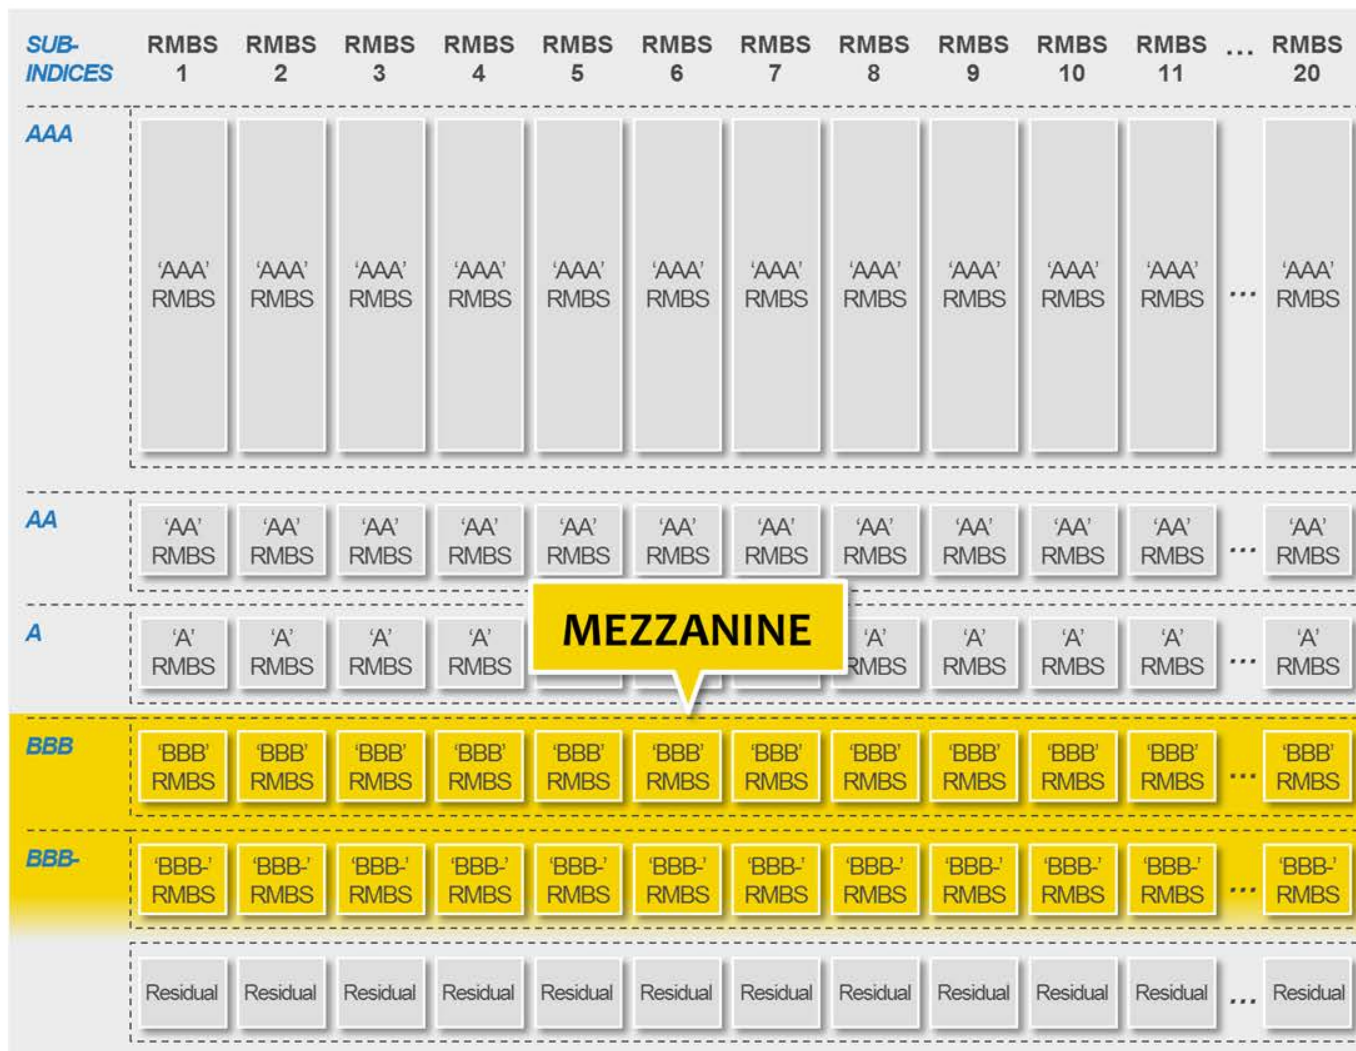 SUB-INDICES RMBS 1 RMBS 2 RMBS 3 RMBS 4 RMBS 5 RMBS 6 RMBS 7 RMBS 8 RMBS 9 RMBS 10 RMBS 11 ... RMBS 20
AAA
‘AAA’ ‘AAA’ ‘AAA’ ‘AAA’ ‘AAA’ ‘AAA’ ‘AAA’ ‘AAA’ ‘AAA’ ‘AAA’ ‘AAA’ ‘AAA’
RMBS RMBS RMBS RMBS RMBS RMBS RMBS RMBS RMBS RMBS RMBS ... RMBS
AA ‘AA’ ‘AA’ ‘AA’ ‘AA’ ‘AA’ ‘AA’ ‘AA’ ‘AA’ ‘AA’ ‘AA’ ‘AA’ ‘AA’
RMBS RMBS RMBS RMBS RMBS RMBS RMBS RMBS RMBS RMBS RMBS ... RMBS
MEZZANINE
A ‘A’ ‘A’ ‘A’ ‘A’ ‘A’ ‘A’ ‘A’ ‘A’ ‘A’
RMBS RMBS RMBS RMBS RMBS RMBS RMBS RMBS ... RMBS
BBB ‘BBB’ ‘BBB’ ‘BBB’ ‘BBB’ ‘BBB’ ‘BBB’ ‘BBB’ ‘BBB’ ‘BBB’ ‘BBB’ ‘BBB’ ‘BBB’
RMBS RMBS RMBS RMBS RMBS RMBS RMBS RMBS RMBS RMBS RMBS ... RMBS
BBB- ‘BBB-’ ‘BBB-’ ‘BBB-’ ‘BBB-’ ‘BBB-’ ‘BBB-’ ‘BBB-’ ‘BBB-’ ‘BBB-’ ‘BBB-’ ‘BBB-’ ‘BBB-’
RMBS RMBS RMBS RMBS RMBS RMBS RMBS RMBS RMBS RMBS RMBS ... RMBS
Residual Residual Residual Residual Residual Residual Residual Residual Residual Residual Residual ... Residual